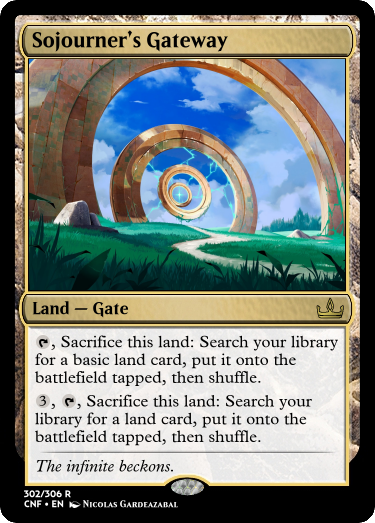 Sojourner's Gateway
Land — Gate
, Sacrifice this land: Search your library
for a basic land card, put it onto the
battlefield tapped, then shuffle.
3, , Sacrifice this land: Search your
library for a land card, put it onto the
battlefield tapped, then shuffle.
The infinite beckons.
302/306 R
CNF • EN Nicolas Gardeazabal